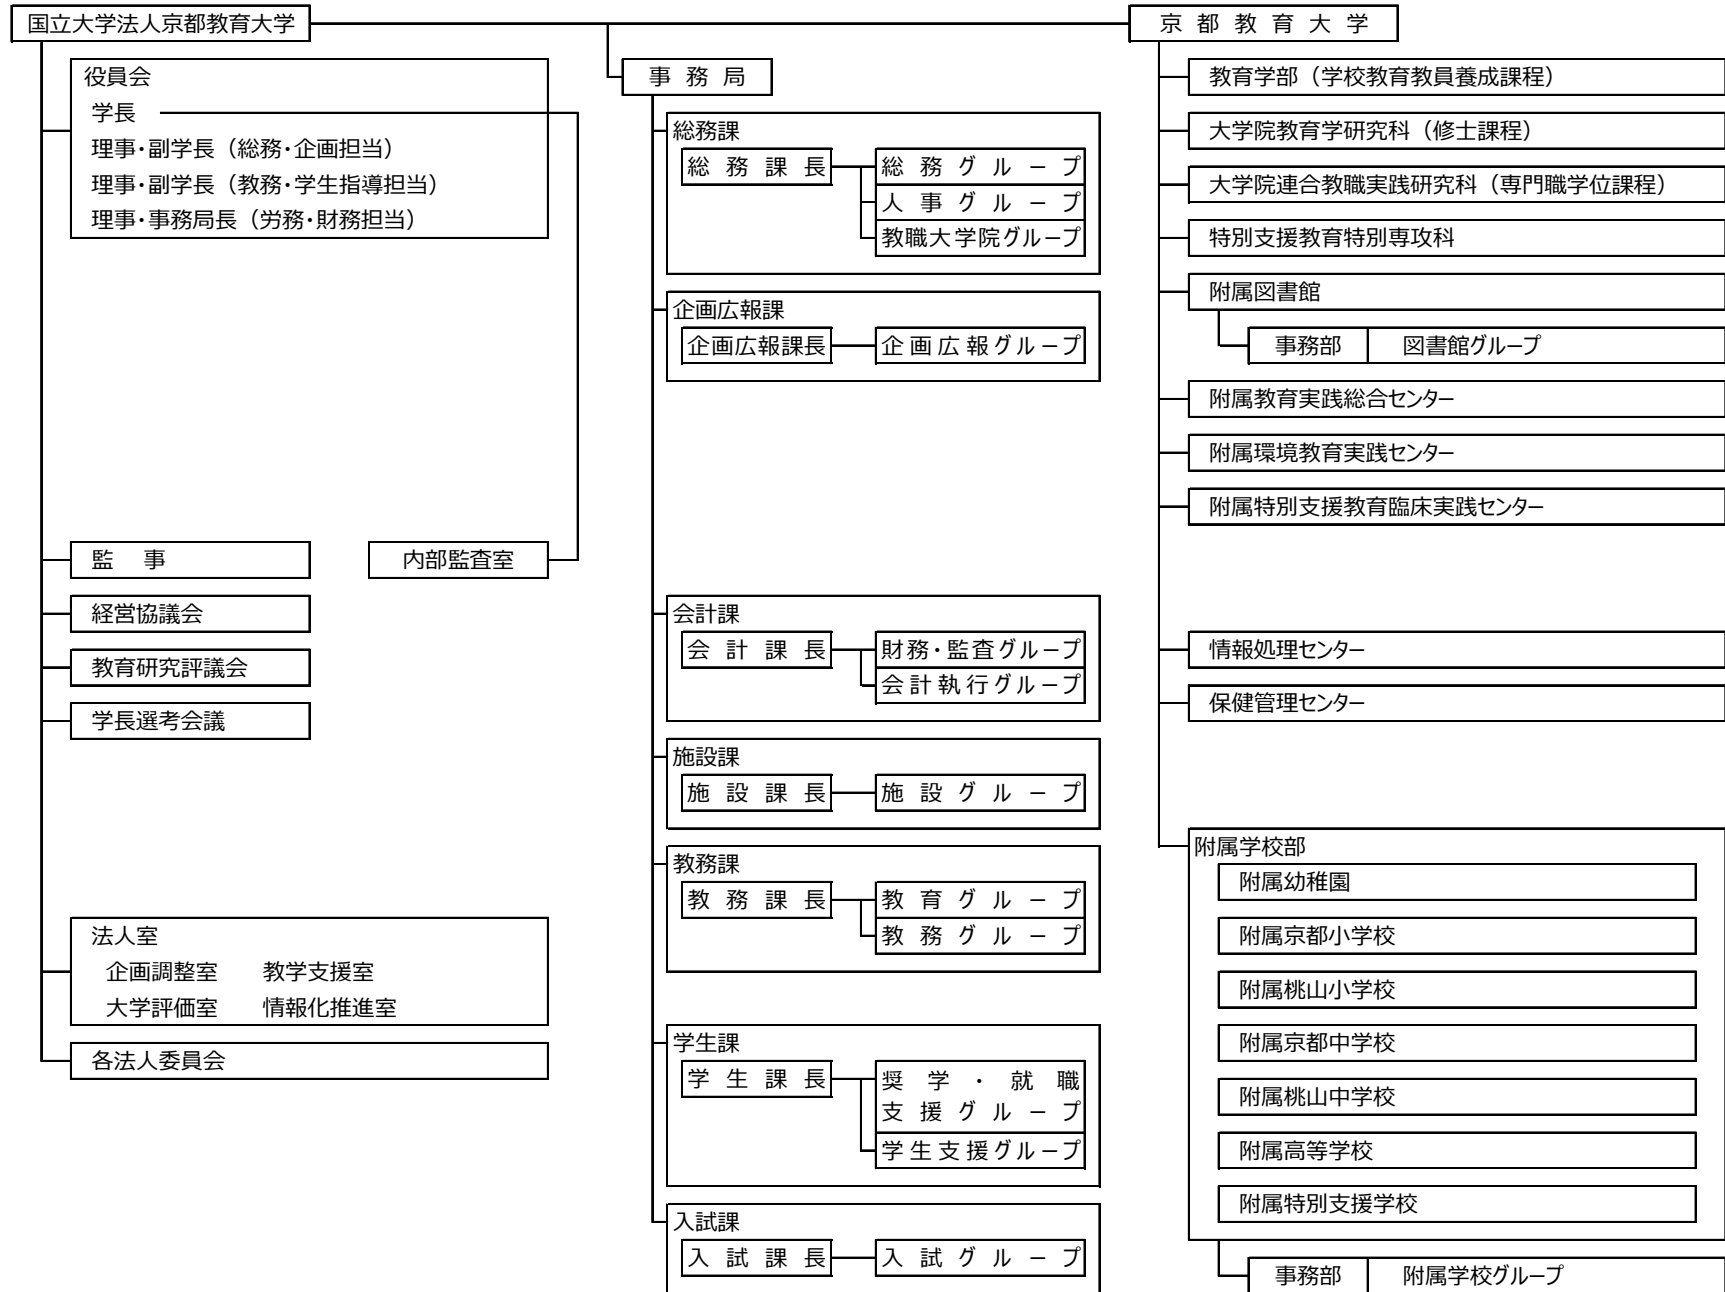 国立大学法人京都教育大学
役員会
学長
理事・副学長（総務・企画担当）
理事・副学長（教務・学生指導担当）
理事・事務局長（労務・財務担当）
監　事
内部監査室
経営協議会
教育研究評議会
学長選考会議
法人室
企画調整室　教学支援室
大学評価室　情報化推進室
各法人委員会
事務局
総務課
総務課長
総務グループ
人事グループ
教職大学院グループ
企画広報課
企画広報課長
企画広報グループ
会計課
会計課長
財務・監査グループ
会計執行グループ
施設課
施設課長
施設グループ
教務課
教務課長
教育グループ
教務グループ
学生課
学生課長
奨学・就職
支援グループ
学生支援グループ
入試課
入試課長
入試グループ
京都教育大学
教育学部（学校教育教員養成課程）
大学院教育学研究科（修士課程）
大学院連合教職実践研究科（専門職学位課程）
特別支援教育特別専攻科
附属図書館
事務部　図書館グループ
附属教育実践総合センター
附属環境教育実践センター
附属特別支援教育臨床実践センター
情報処理センター
保健管理センター
附属学校部
附属幼稚園
附属京都小学校
附属桃山小学校
附属京都中学校
附属桃山中学校
附属高等学校
附属特別支援学校
事務部　附属学校グループ